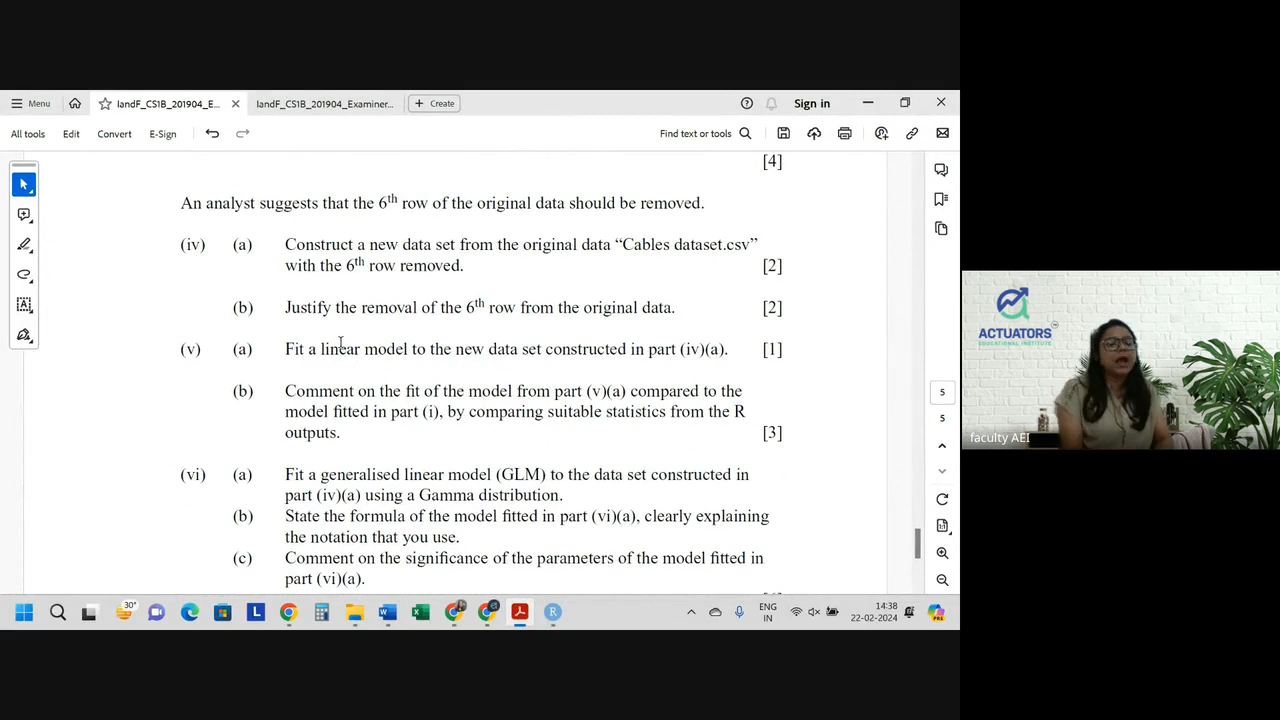 Menu
IandF_CS1B_201904_E...
IandF_CS1B_201904_Examiner...
Create
Sign in
All tools
Edit
Convert
E-Sign
Find text or tools
[4]
An analyst suggests that the 6th row of the original data should be removed.
(iv) (a) Construct a new data set from the original data “Cables dataset.csv”
with the 6th row removed. [2]
(b) Justify the removal of the 6th row from the original data. [2]
(v) (a) Fit a linear model to the new data set constructed in part (iv)(a). [1]
(b) Comment on the fit of the model from part (v)(a) compared to the
model fitted in part (i), by comparing suitable statistics from the R
outputs. [3]
(vi) (a) Fit a generalised linear model (GLM) to the data set constructed in
part (iv)(a) using a Gamma distribution.
(b) State the formula of the model fitted in part (vi)(a), clearly explaining
the notation that you use.
(c) Comment on the significance of the parameters of the model fitted in
part (vi)(a).
5
5
ACTUATORS
EDUCATIONAL INSTITUTE
faculty AEI
30°
ENG
IN
14:38
22-02-2024